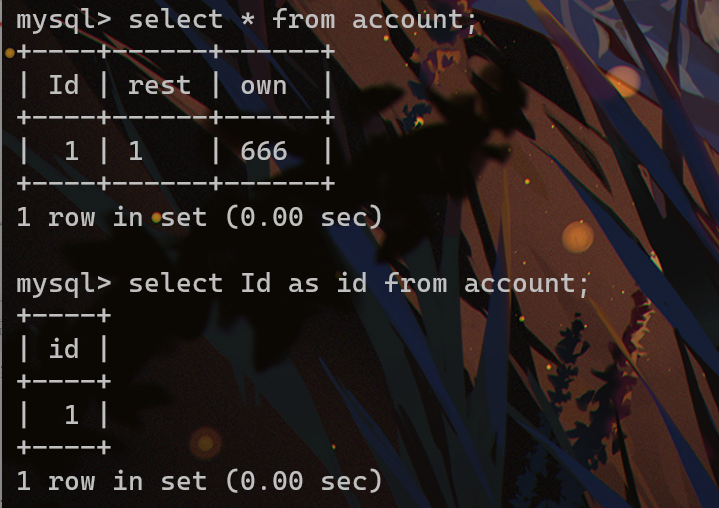 mysql> select * from account;
+----+------+------+
| Id | rest | own  |
+----+------+------+
|  1 | 1    | 666  |
+----+------+------+
1 row in set (0.00 sec)

mysql> select Id as id from account;
+----+
| id |
+----+
|  1 |
+----+
1 row in set (0.00 sec)